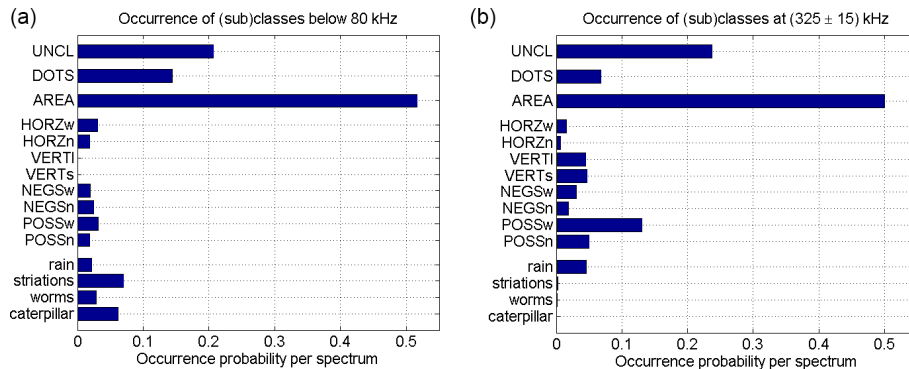 (a) Occurrence of (sub)classes below 80 kHz
UNCL
DOTS
AREA
HORZw
HORZn
VERTl
VERTs
NEGSw
NEGSn
POSSw
POSSn
rain
striations
worms
caterpillar
0 0.1 0.2 0.3 0.4 0.5
Occurrence probability per spectrum
(b) Occurrence of (sub)classes at (325 ± 15) kHz
UNCL
DOTS
AREA
HORZw
HORZn
VERTl
VERTs
NEGSw
NEGSn
POSSw
POSSn
rain
striations
worms
caterpillar
0 0.1 0.2 0.3 0.4 0.5
Occurrence probability per spectrum